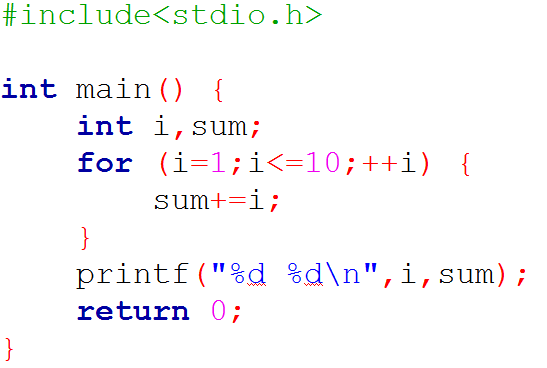 #include<stdio.h>
int main() {
    int i,sum;
    for (i=1;i<=10;++i) {
        sum+=i;
    }
    printf("%d %d\n",i,sum);
    return 0;
}